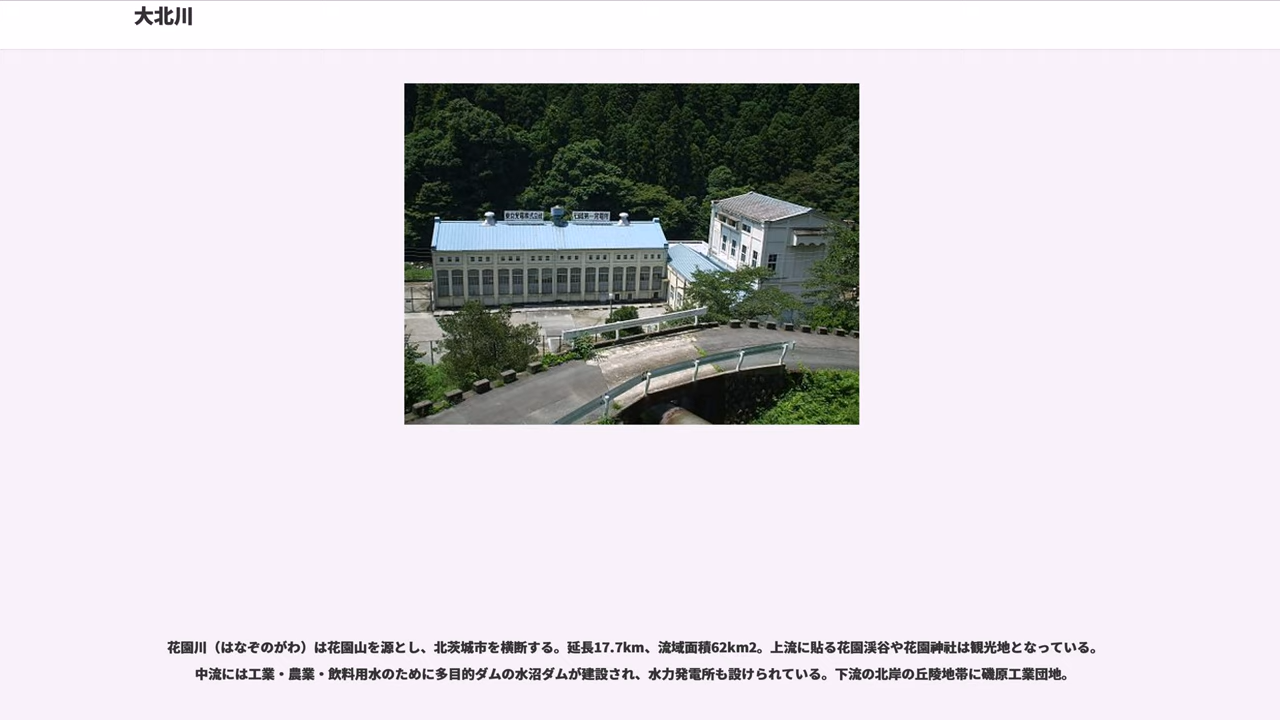 大北川
花園川（はなぞのがわ）は花園山を源とし、北茨城市を横断する。延長17.7km、流域面積62km2。上流に貼る花園渓谷や花園神社は観光地となっている。
中流には工業・農業・飲料用水のために多目的ダムの水沼ダムが建設され、水力発電所も設けられている。下流の北岸の丘陵地帯に磯原工業団地。